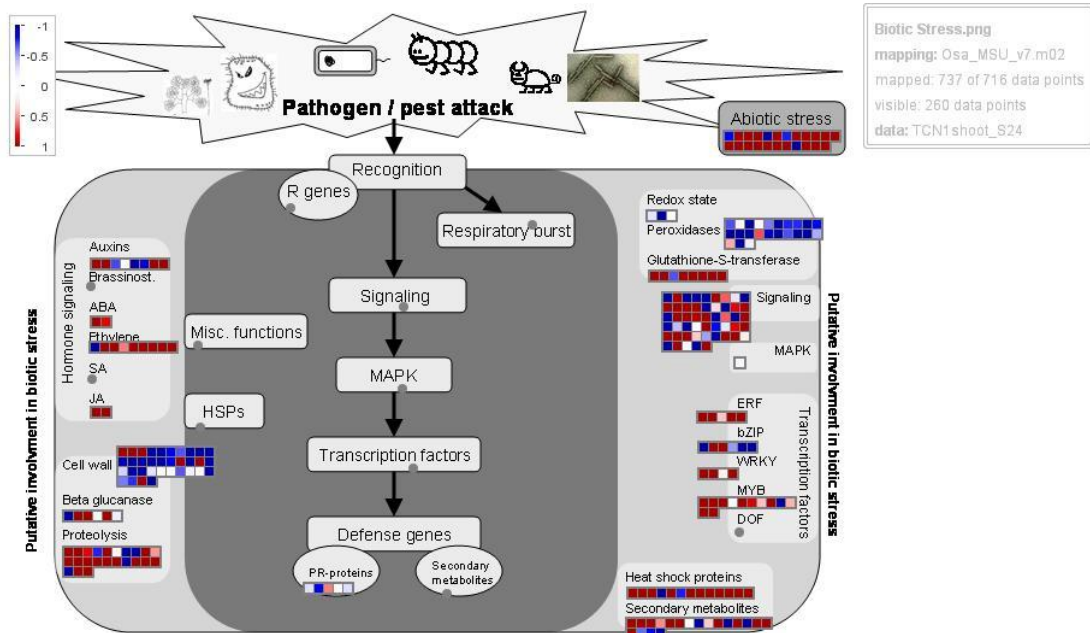 -1
-0.5
0
0.5
1
Pathogen / pest attack
Abiotic stress
Biotic Stress.png
mapping: Osa_MSU_v7.m02
mapped: 737 of 716 data points
visible: 260 data points
data: TCN1shoot_S24
Recognition
R genes
Respiratory burst
Signaling
Misc. functions
MAPK
HSPs
Transcription factors
Defense genes
PR-proteins
Secondary
metabolites
Putative involvment in biotic stress
Hormone signaling
Auxins
Brassinost.
ABA
Ethylene
SA
JA
Cell wall
Beta glucanase
Proteolysis
Redox state
Peroxidases
Glutathione-S-transferase
Signaling
MAPK
ERF
bZIP
WRKY
MYB
DOF
Transcription factors
Putative involvment in biotic stress
Heat shock proteins
Secondary metabolites